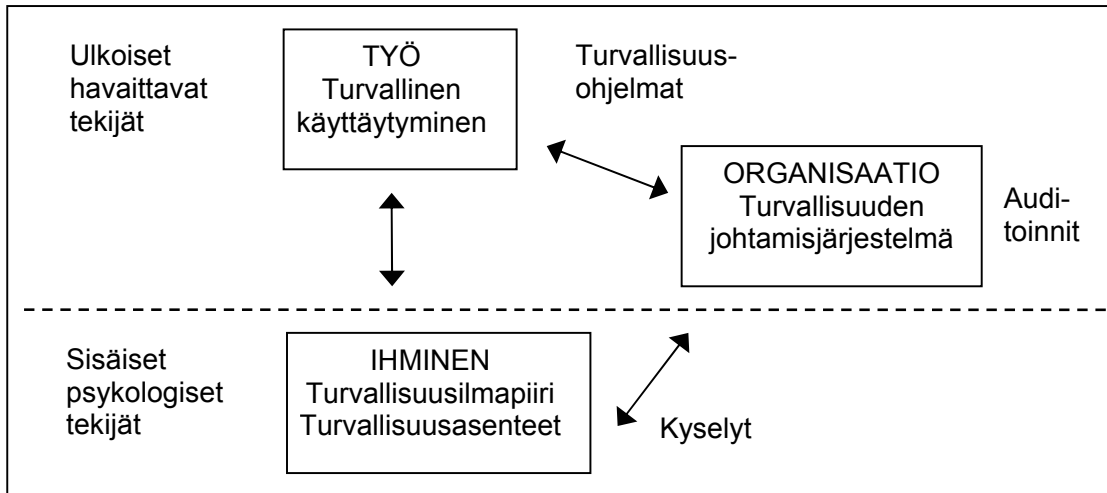 Ulkoiset
havaittavat
tekijät
TYÖ
Turvallinen
käyttäytyminen
Turvallisuus-
ohjelmat
ORGANISAATIO
Turvallisuuden
johtamisjärjestelmä
Audi-
toinnit
Sisäiset
psykologiset
tekijät
IHMINEN
Turvallisuusilmapiiri
Turvallisuusasenteet
Kyselyt